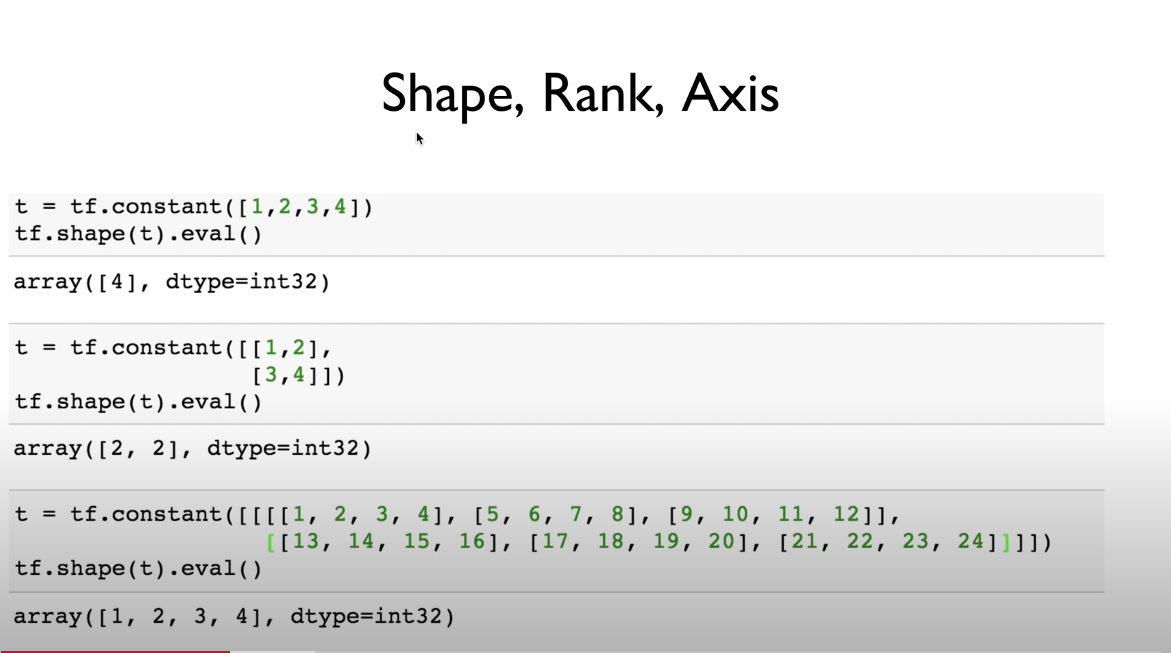 Shape, Rank, Axis
t = tf.constant([1,2,3,4])
tf.shape(t).eval()
array([4], dtype=int32)
t = tf.constant([[1,2],
[3,4]])
tf.shape(t).eval()
array([2, 2], dtype=int32)
t = tf.constant([[[[1, 2, 3, 4], [5, 6, 7, 8], [9, 10, 11, 12]],
[[13, 14, 15, 16], [17, 18, 19, 20], [21, 22, 23, 24]]]])
tf.shape(t).eval()
array([1, 2, 3, 4], dtype=int32)